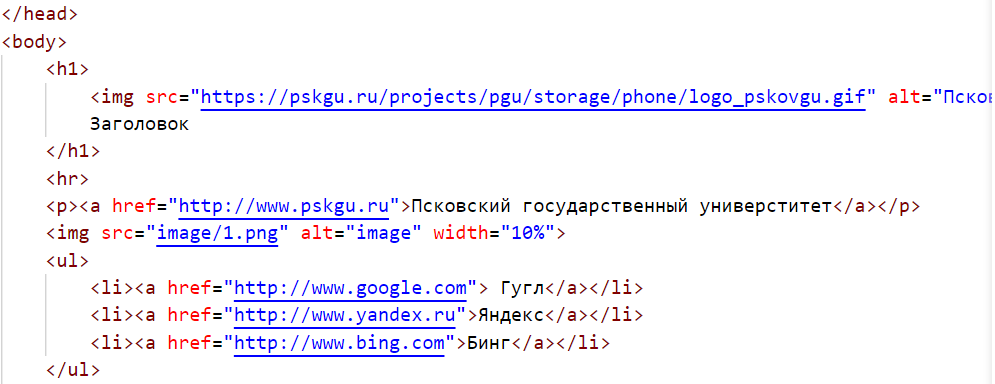 </head>
<body>
<h1>
<img src="https://pskgu.ru/projects/pgu/storage/phone/logo_pskovgu.gif" alt="Псков
Заголовок
</h1>
<hr>
<p><a href="http://www.pskgu.ru">Псковский государственный универститет</a></p>
<img src="image/1.png" alt="image" width="10%">
<ul>
<li><a href="http://www.google.com"> Гугл</a></li>
<li><a href="http://www.yandex.ru">Яндекс</a></li>
<li><a href="http://www.bing.com">Бинг</a></li>
</ul>